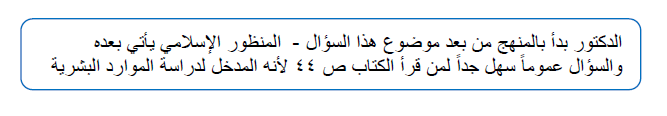 الدكتور بدأ بالمنهج من بعد موضوع هذا السؤال - المنظور الإسلامي يأتي بعده
والسؤال عموماً سهل جداً لمن قرأ الكتاب ص ٤٤ لأنه المدخل لدراسة الموارد البشرية